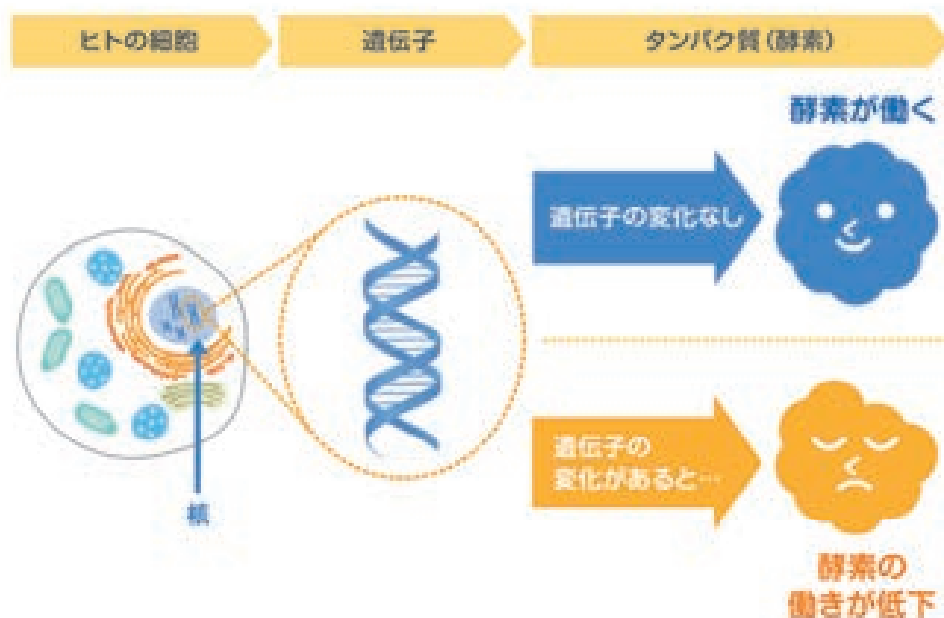 ヒトの細胞
遺伝子
タンパク質(酵素)
酵素が働く
遺伝子の変化なし
核
遺伝子の
変化があると…
酵素の
働きが低下